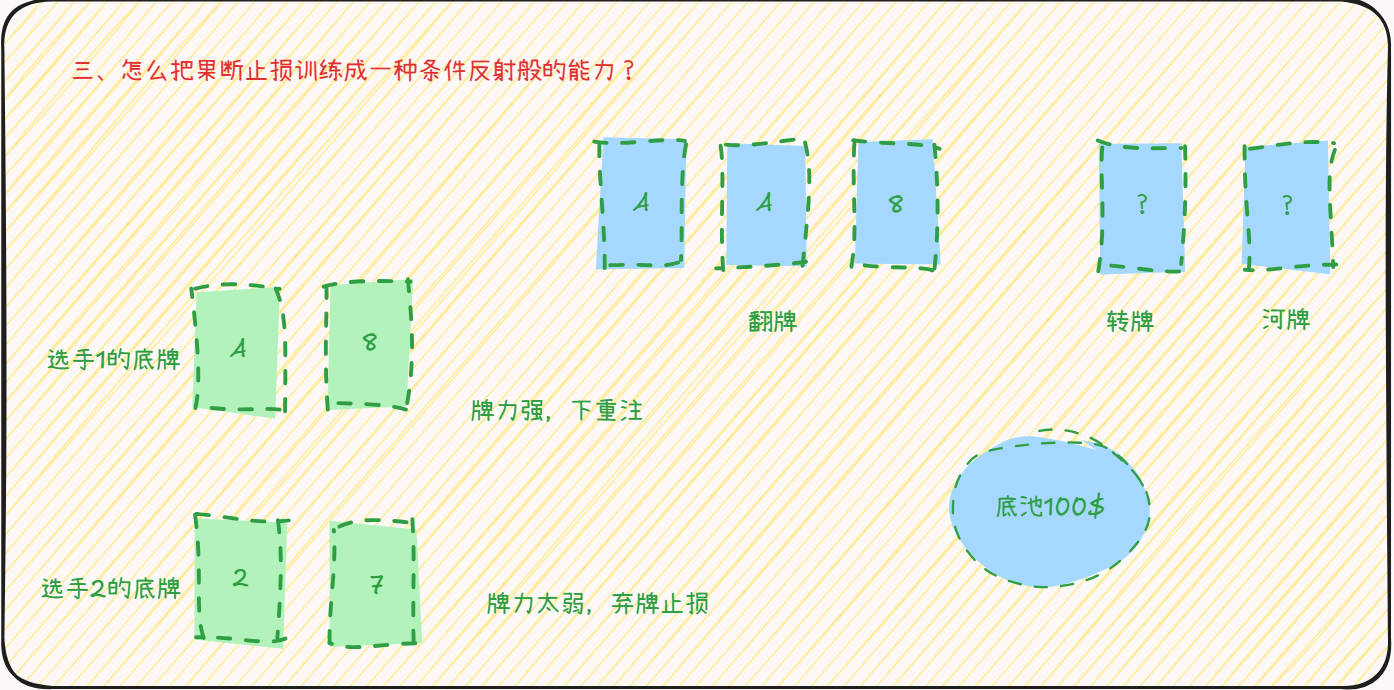 三、怎么把果断止损训练成一种条件反射般的能力？
A
A
8
?
?
翻牌
转牌
河牌
选手1的底牌
A
8
牌力强，下重注
底池100$
选手2的底牌
2
7
牌力太弱，弃牌止损